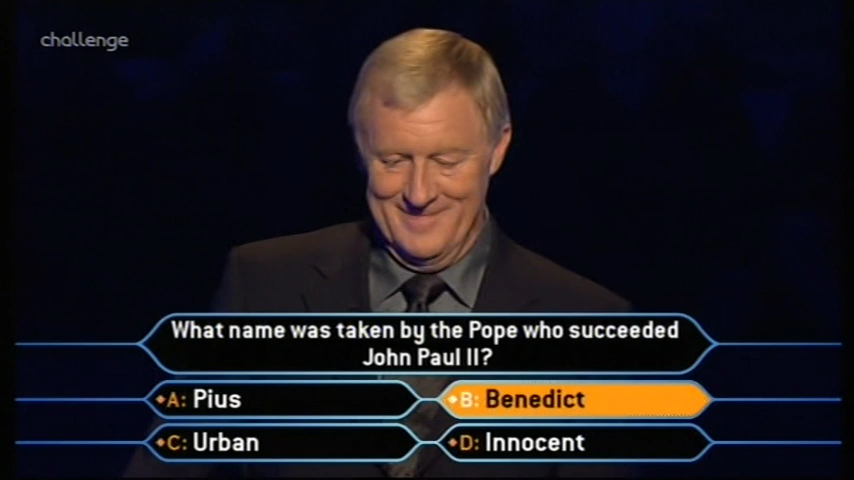 challenge
What name was taken by the Pope who succeeded
John Paul II?
A: Pius
B: Benedict
C: Urban
D: Innocent